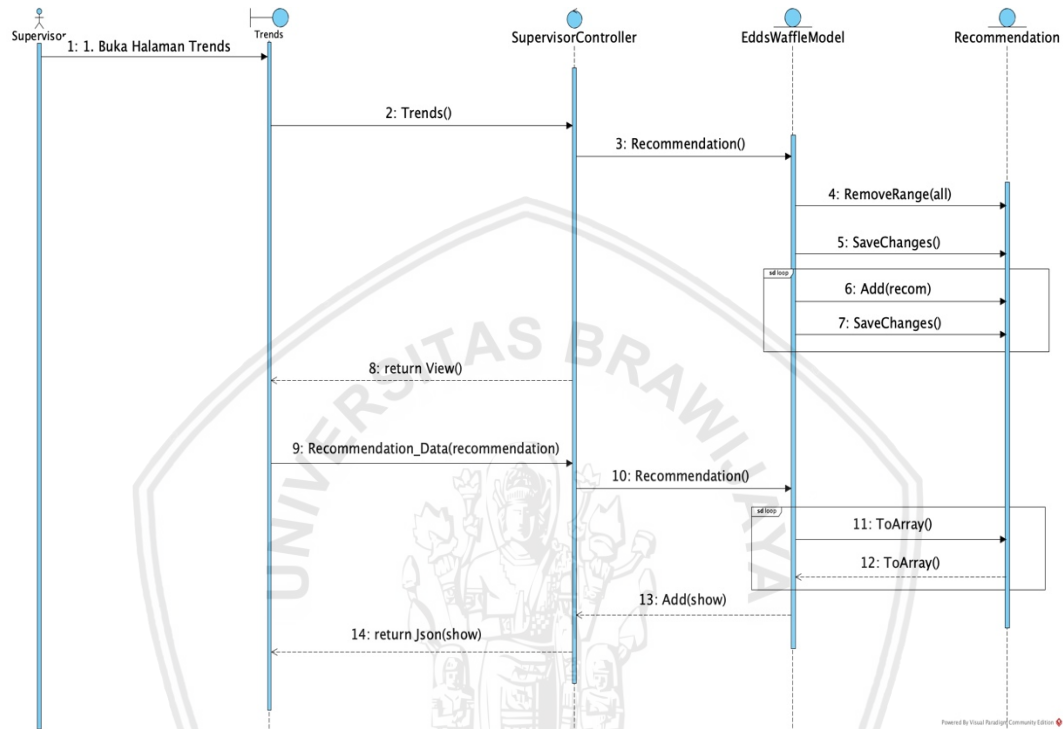 Supervisor
Trends
SupervisorController
EddsWaffleModel
Recommendation
1: 1. Buka Halaman Trends
2: Trends()
3: Recommendation()
4: RemoveRange(all)
5: SaveChanges()
sd loop
6: Add(recom)
7: SaveChanges()
8: return View()
9: Recommendation_Data(recommendation)
10: Recommendation()
sd loop
11: ToArray()
12: ToArray()
13: Add(show)
14: return Json(show)
UNIVERSITAS BRAWIJAYA
Powered By Visual Paradigm Community Edition